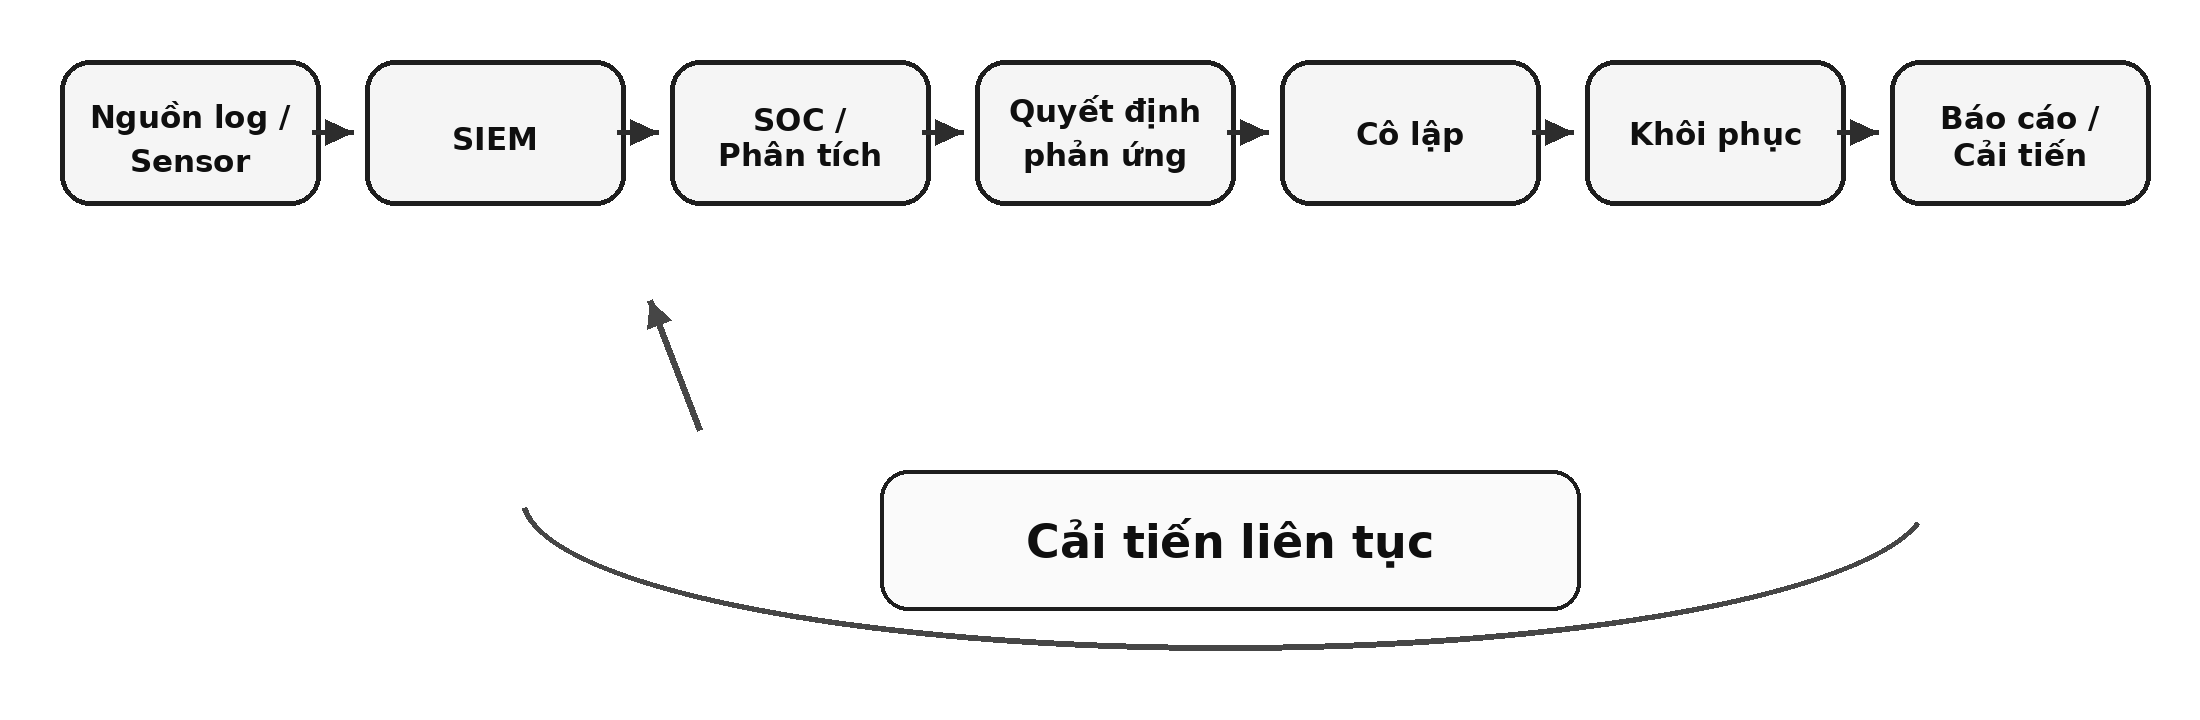 Nguồn log /
Sensor
SIEM
SOC /
Phân tích
Quyết định
phản ứng
Cô lập
Khôi phục
Báo cáo /
Cải tiến
Cải tiến liên tục